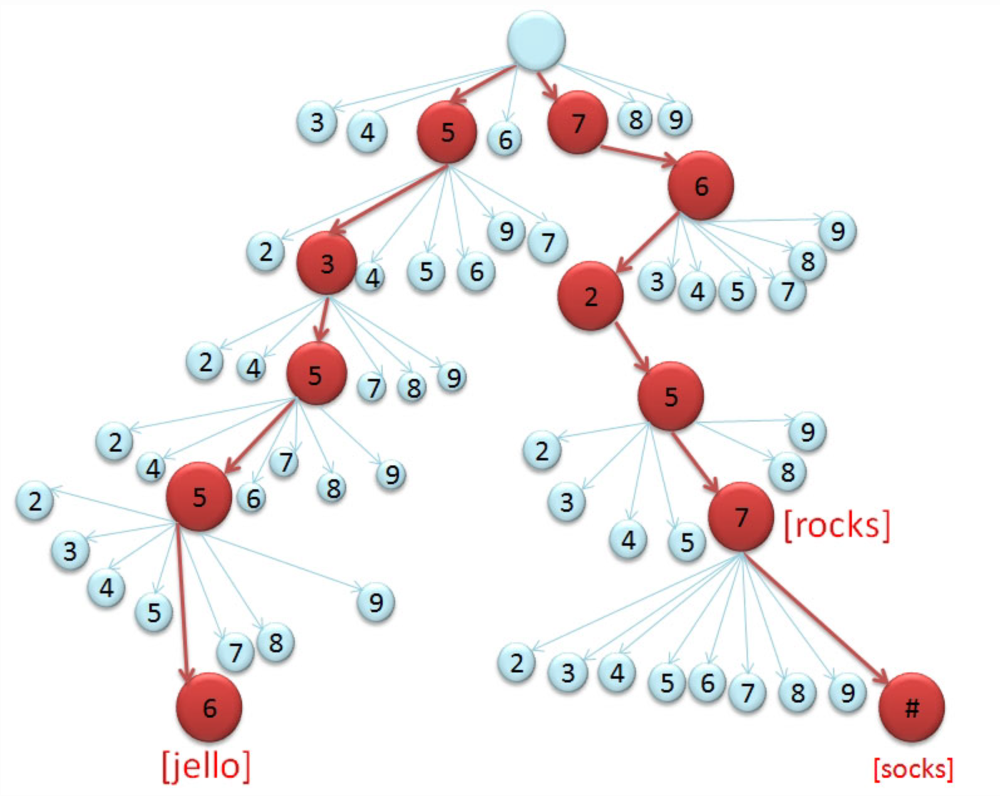 3 4 5 6 7 8 9
6
2 3 4 5 6 9 7
2 3 4 5 7 8 9
2 4 5 7 8 9
5
2 4 5 6 7 8 9
2 3 4 5 7 8 9
2 3 4 5 6 7 8 9
[rocks]
2 3 4 5 6 7 8 9 #
6
[jello]
[socks]